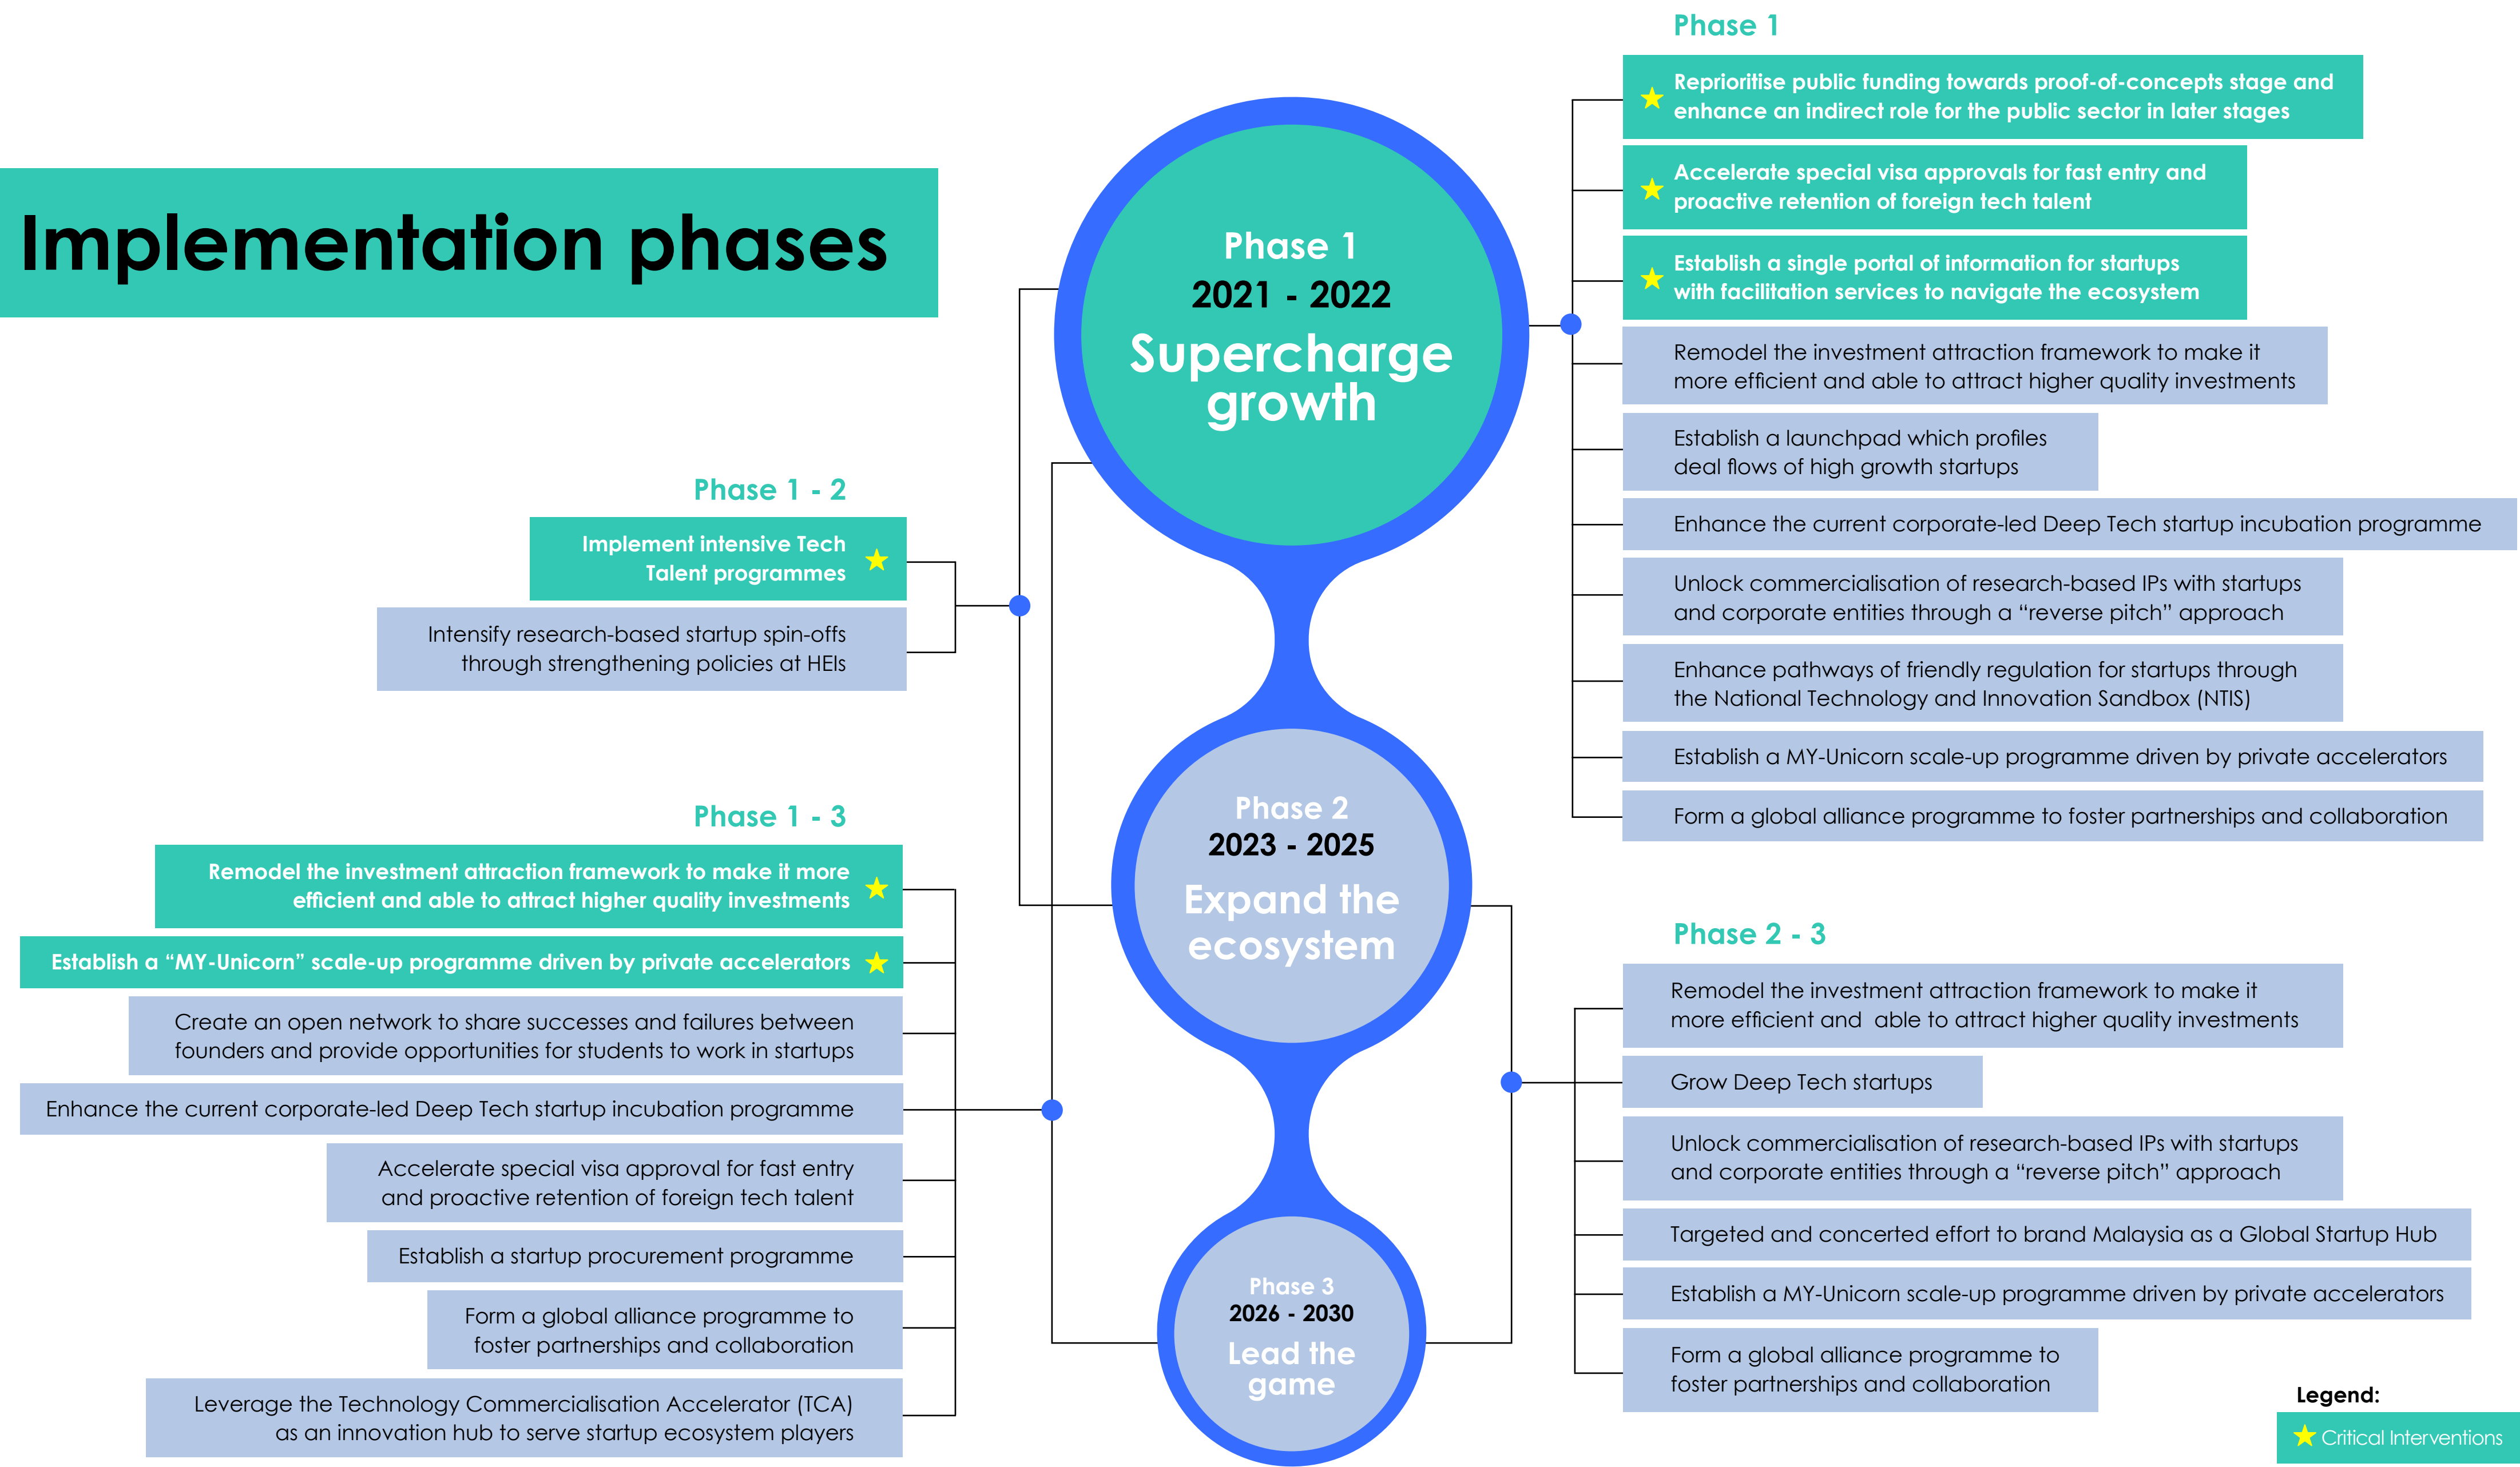 Implementation phases
Phase 1
2021 - 2022
Supercharge
growth
Phase 2
2023 - 2025
Expand the
ecosystem
Phase 3
2026 - 2030
Lead the
game
Phase 1
Reprioritise public funding towards proof-of-concepts stage and
enhance an indirect role for the public sector in later stages
Accelerate special visa approvals for fast entry and
proactive retention of foreign tech talent
Establish a single portal of information for startups
with facilitation services to navigate the ecosystem
Remodel the investment attraction framework to make it
more efficient and able to attract higher quality investments
Establish a launchpad which profiles
deal flows of high growth startups
Enhance the current corporate-led Deep Tech startup incubation programme
Unlock commercialisation of research-based IPs with startups
and corporate entities through a “reverse pitch” approach
Enhance pathways of friendly regulation for startups through
the National Technology and Innovation Sandbox (NTIS)
Establish a MY-Unicorn scale-up programme driven by private accelerators
Form a global alliance programme to foster partnerships and collaboration
Phase 1 - 2
Implement intensive Tech
Talent programmes
Intensify research-based startup spin-offs
through strengthening policies at HEIs
Phase 1 - 3
Remodel the investment attraction framework to make it more
efficient and able to attract higher quality investments
Establish a “MY-Unicorn” scale-up programme driven by private accelerators
Create an open network to share successes and failures between
founders and provide opportunities for students to work in startups
Enhance the current corporate-led Deep Tech startup incubation programme
Accelerate special visa approval for fast entry
and proactive retention of foreign tech talent
Establish a startup procurement programme
Form a global alliance programme to
foster partnerships and collaboration
Leverage the Technology Commercialisation Accelerator (TCA)
as an innovation hub to serve startup ecosystem players
Phase 2 - 3
Remodel the investment attraction framework to make it
more efficient and able to attract higher quality investments
Grow Deep Tech startups
Unlock commercialisation of research-based IPs with startups
and corporate entities through a “reverse pitch” approach
Targeted and concerted effort to brand Malaysia as a Global Startup Hub
Establish a MY-Unicorn scale-up programme driven by private accelerators
Form a global alliance programme to
foster partnerships and collaboration
Legend:
Critical Interventions